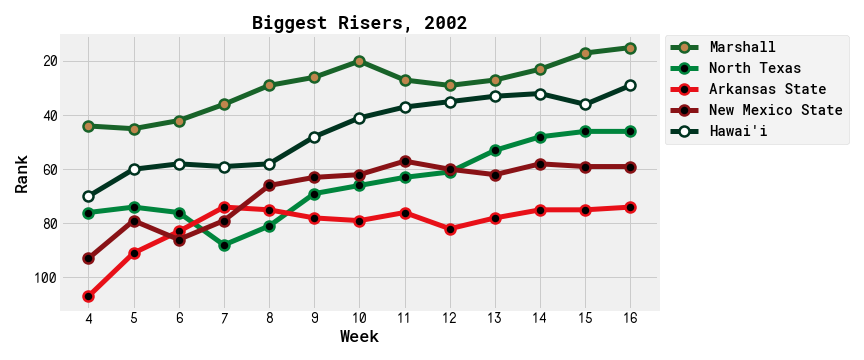 Biggest Risers, 2002
Rank
20
40
60
80
100
4 5 6 7 8 9 10 11 12 13 14 15 16
Week
Marshall
North Texas
Arkansas State
New Mexico State
Hawai'i